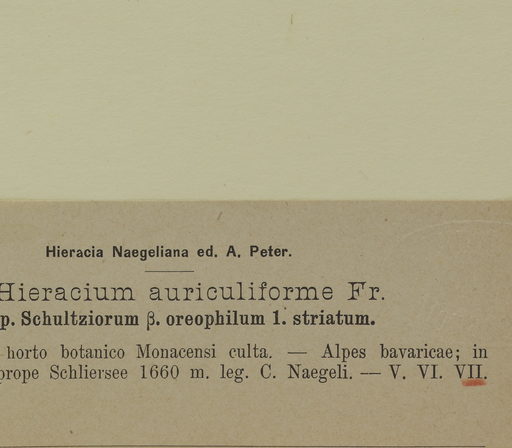 Hieracia Naegeliana ed. A. Peter.
Hieracium auriculiforme Fr.
p. Schultziorum β. oreophilum 1. striatum.
horto botanico Monacensi culta. — Alpes bavaricae; in
prope Schliersee 1660 m. leg. C. Naegeli. — V. VI. VII.